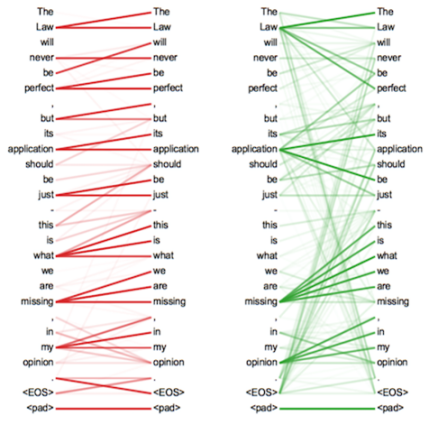 The The The The
Law Law Law Law
will will will will
never never never never
be be be be
perfect perfect perfect perfect
, , , ,
but but but but
its its its its
application application application application
should should should should
be be be be
just just just just
- - - -
this this this this
is is is is
what what what what
we we we we
are are are are
missing missing missing missing
, , , ,
in in in in
my my my my
opinion opinion opinion opinion
. . . .
<EOS> <EOS> <EOS> <EOS>
<pad> <pad> <pad> <pad>